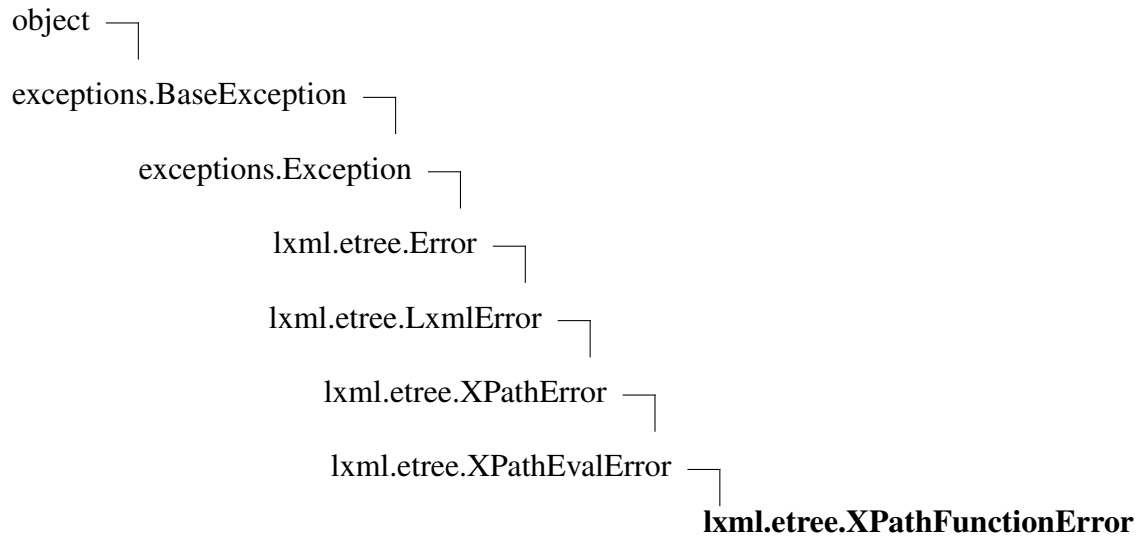 object
exceptions.BaseException
exceptions.Exception
lxml.etree.Error
lxml.etree.LxmlError
lxml.etree.XPathError
lxml.etree.XPathEvalError
lxml.etree.XPathFunctionError